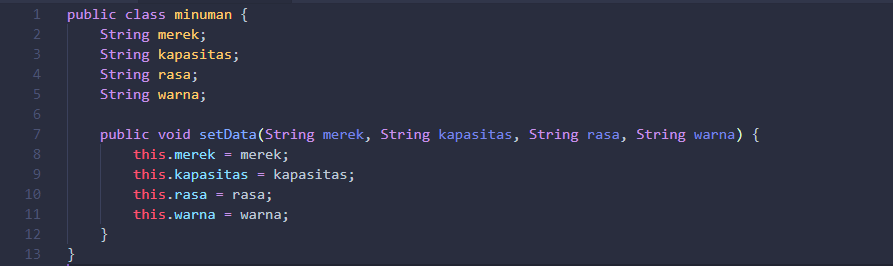 1 public class minuman {
2 String merek;
3 String kapasitas;
4 String rasa;
5 String warna;
6
7 public void setData(String merek, String kapasitas, String rasa, String warna) {
8 this.merek = merek;
9 this.kapasitas = kapasitas;
10 this.rasa = rasa;
11 this.warna = warna;
12 }
13 }